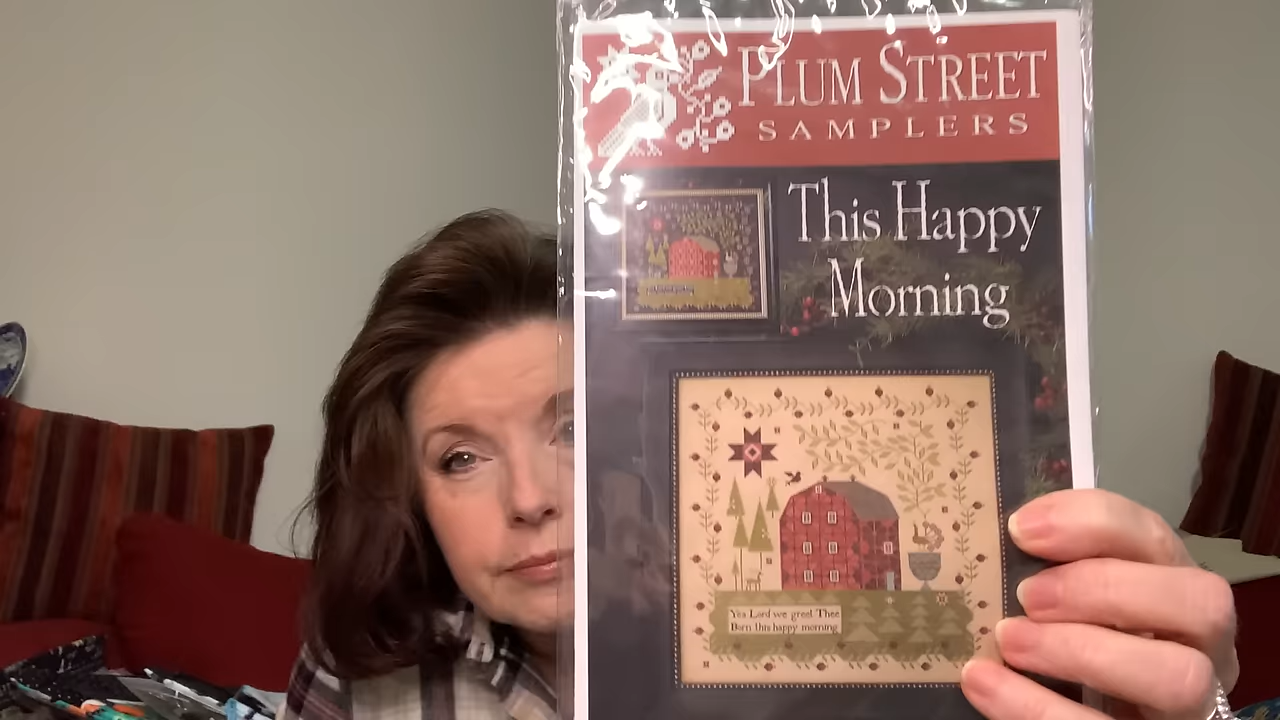 PLUM STREET
SAMPLERS
This Happy
Morning
Yea Lord we greet Thee
Born this happy morning